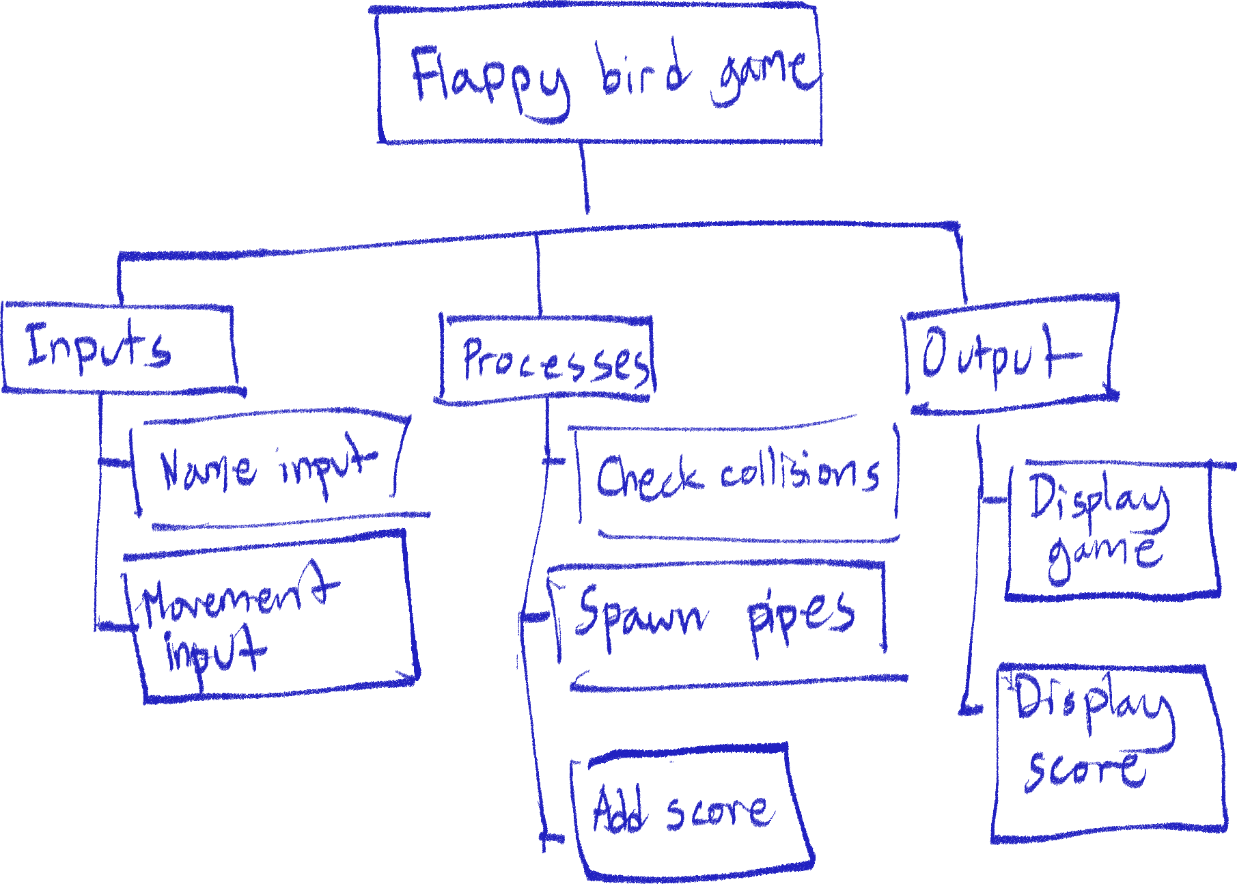 Flappy bird game
Inputs
Processes
Output
Name input
Movement
input
Check collisions
Spawn pipes
Add score
Display
game
Display
score